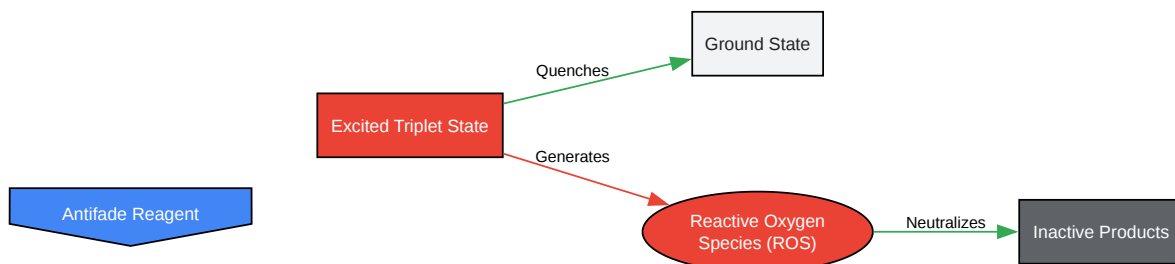 Ground State
Quenches
Excited Triplet State
Generates
Antifade Reagent
Reactive Oxygen
Species (ROS)
Neutralizes
Inactive Products